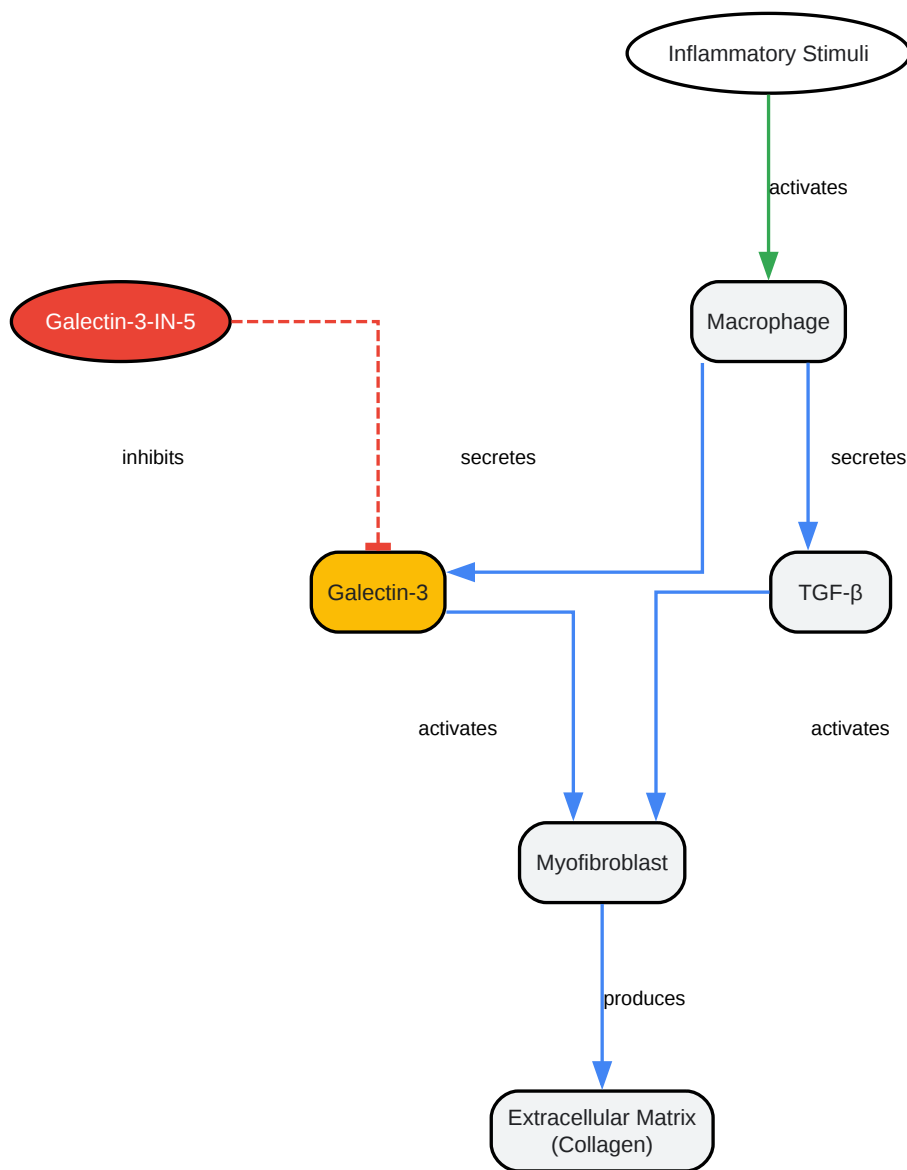 Inflammatory Stimuli
activates
Galectin-3-IN-5
Macrophage
inhibits
secretes
secretes
Galectin-3
TGF-β
activates
activates
Myofibroblast
produces
Extracellular Matrix
(Collagen)